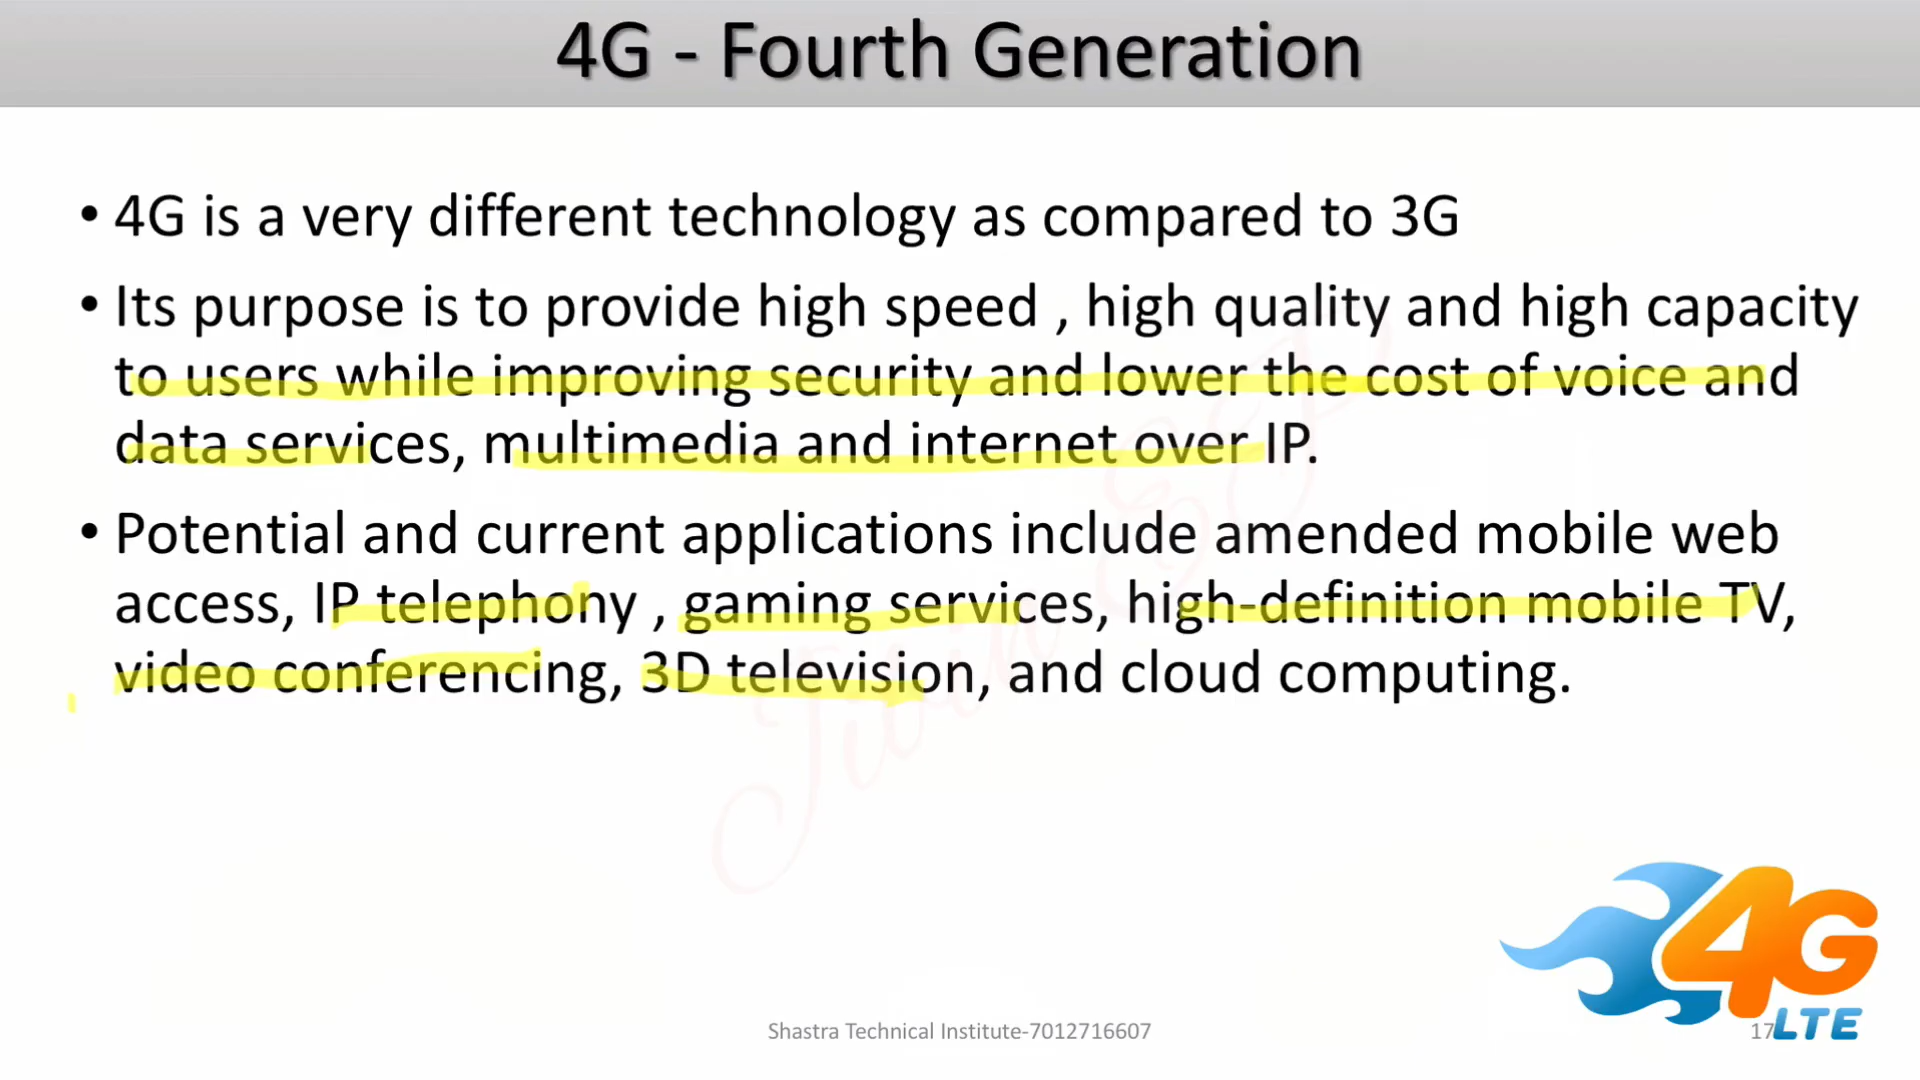 4G - Fourth Generation
• 4G is a very different technology as compared to 3G
• Its purpose is to provide high speed , high quality and high capacity
to users while improving security and lower the cost of voice and
data services, multimedia and internet over IP.
• Potential and current applications include amended mobile web
access, IP telephony , gaming services, high-definition mobile TV,
video conferencing, 3D television, and cloud computing.
4G
LTE
Shastra Technical Institute-7012716607
17